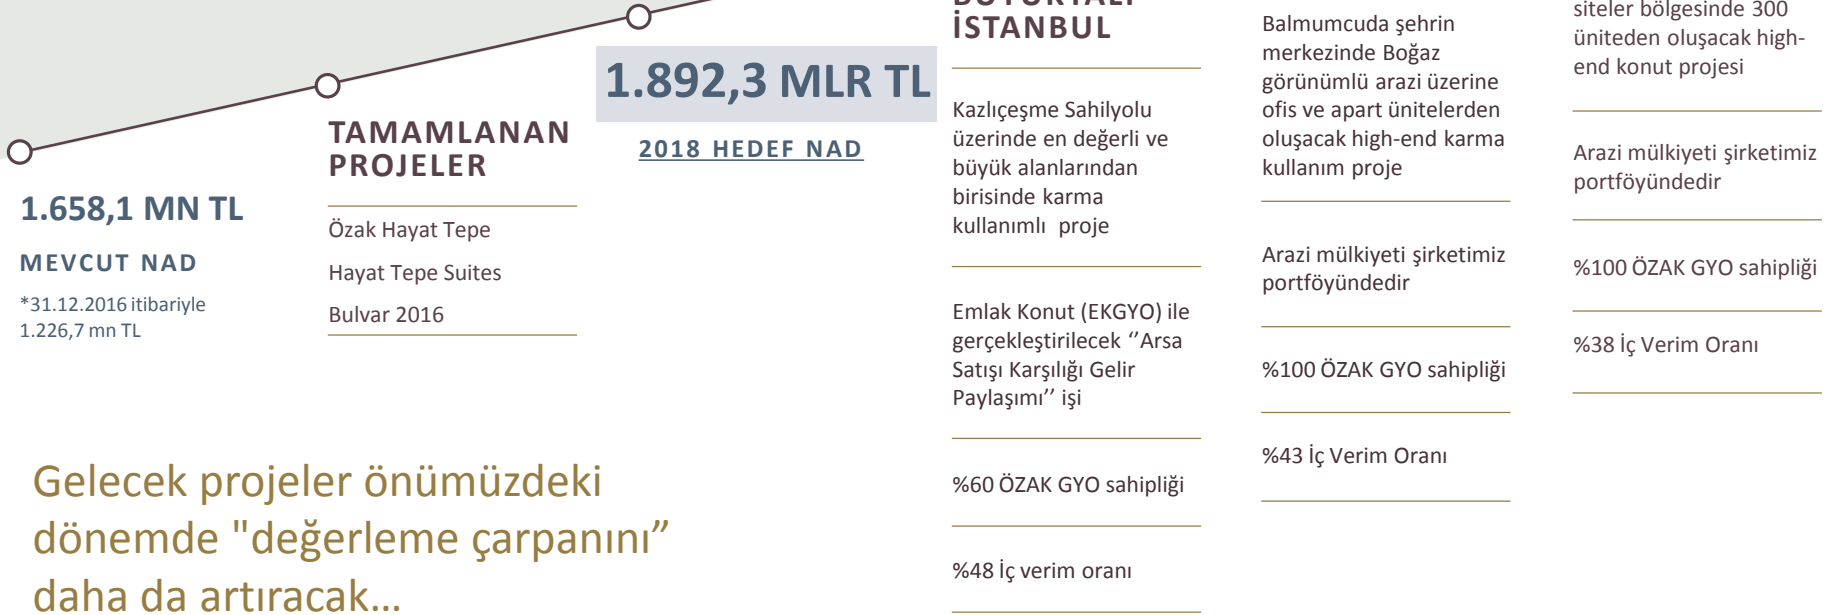 1.658,1 MN TL
MEVCUT NAD
*31.12.2016 itibariyle
1.226,7 mn TL
TAMAMLANAN
PROJELER
Özak Hayat Tepe
Hayat Tepe Suites
Bulvar 2016
1.892,3 MLR TL
2018 HEDEF NAD
Gelecek projeler önümüzdeki
dönemde "değerleme çarpanını”
daha da artıracak…
İSTANBUL
Kazlıçeşme Sahilyolu
üzerinde en değerli ve
büyük alanlarından
birisinde karma
kullanımlı proje
Emlak Konut (EKGYO) ile
gerçekleştirilecek ‘’Arsa
Satışı Karşılığı Gelir
Paylaşımı’’ işi
%60 ÖZAK GYO sahipliği
%48 İç verim oranı
Balmumcuda şehrin
merkezinde Boğaz
görünümlü arazi üzerine
ofis ve apart ünitelerden
oluşacak high-end karma
kullanım proje
Arazi mülkiyeti şirketimiz
portföyündedir
%100 ÖZAK GYO sahipliği
%43 İç Verim Oranı
siteler bölgesinde 300
üniteden oluşacak high-
end konut projesi
Arazi mülkiyeti şirketimiz
portföyündedir
%100 ÖZAK GYO sahipliği
%38 İç Verim Oranı